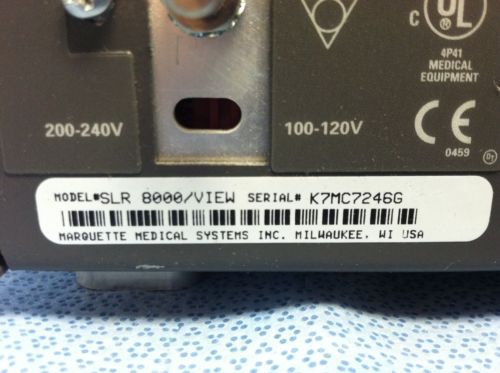 C UL ®
4P41
MEDICAL
EQUIPMENT
200-240V
100-120V
CE
0459
MODEL# SLR 8000/VIEW SERIAL# K7MC7246G
MARQUETTE MEDICAL SYSTEMS INC. MILWAUKEE, WI USA